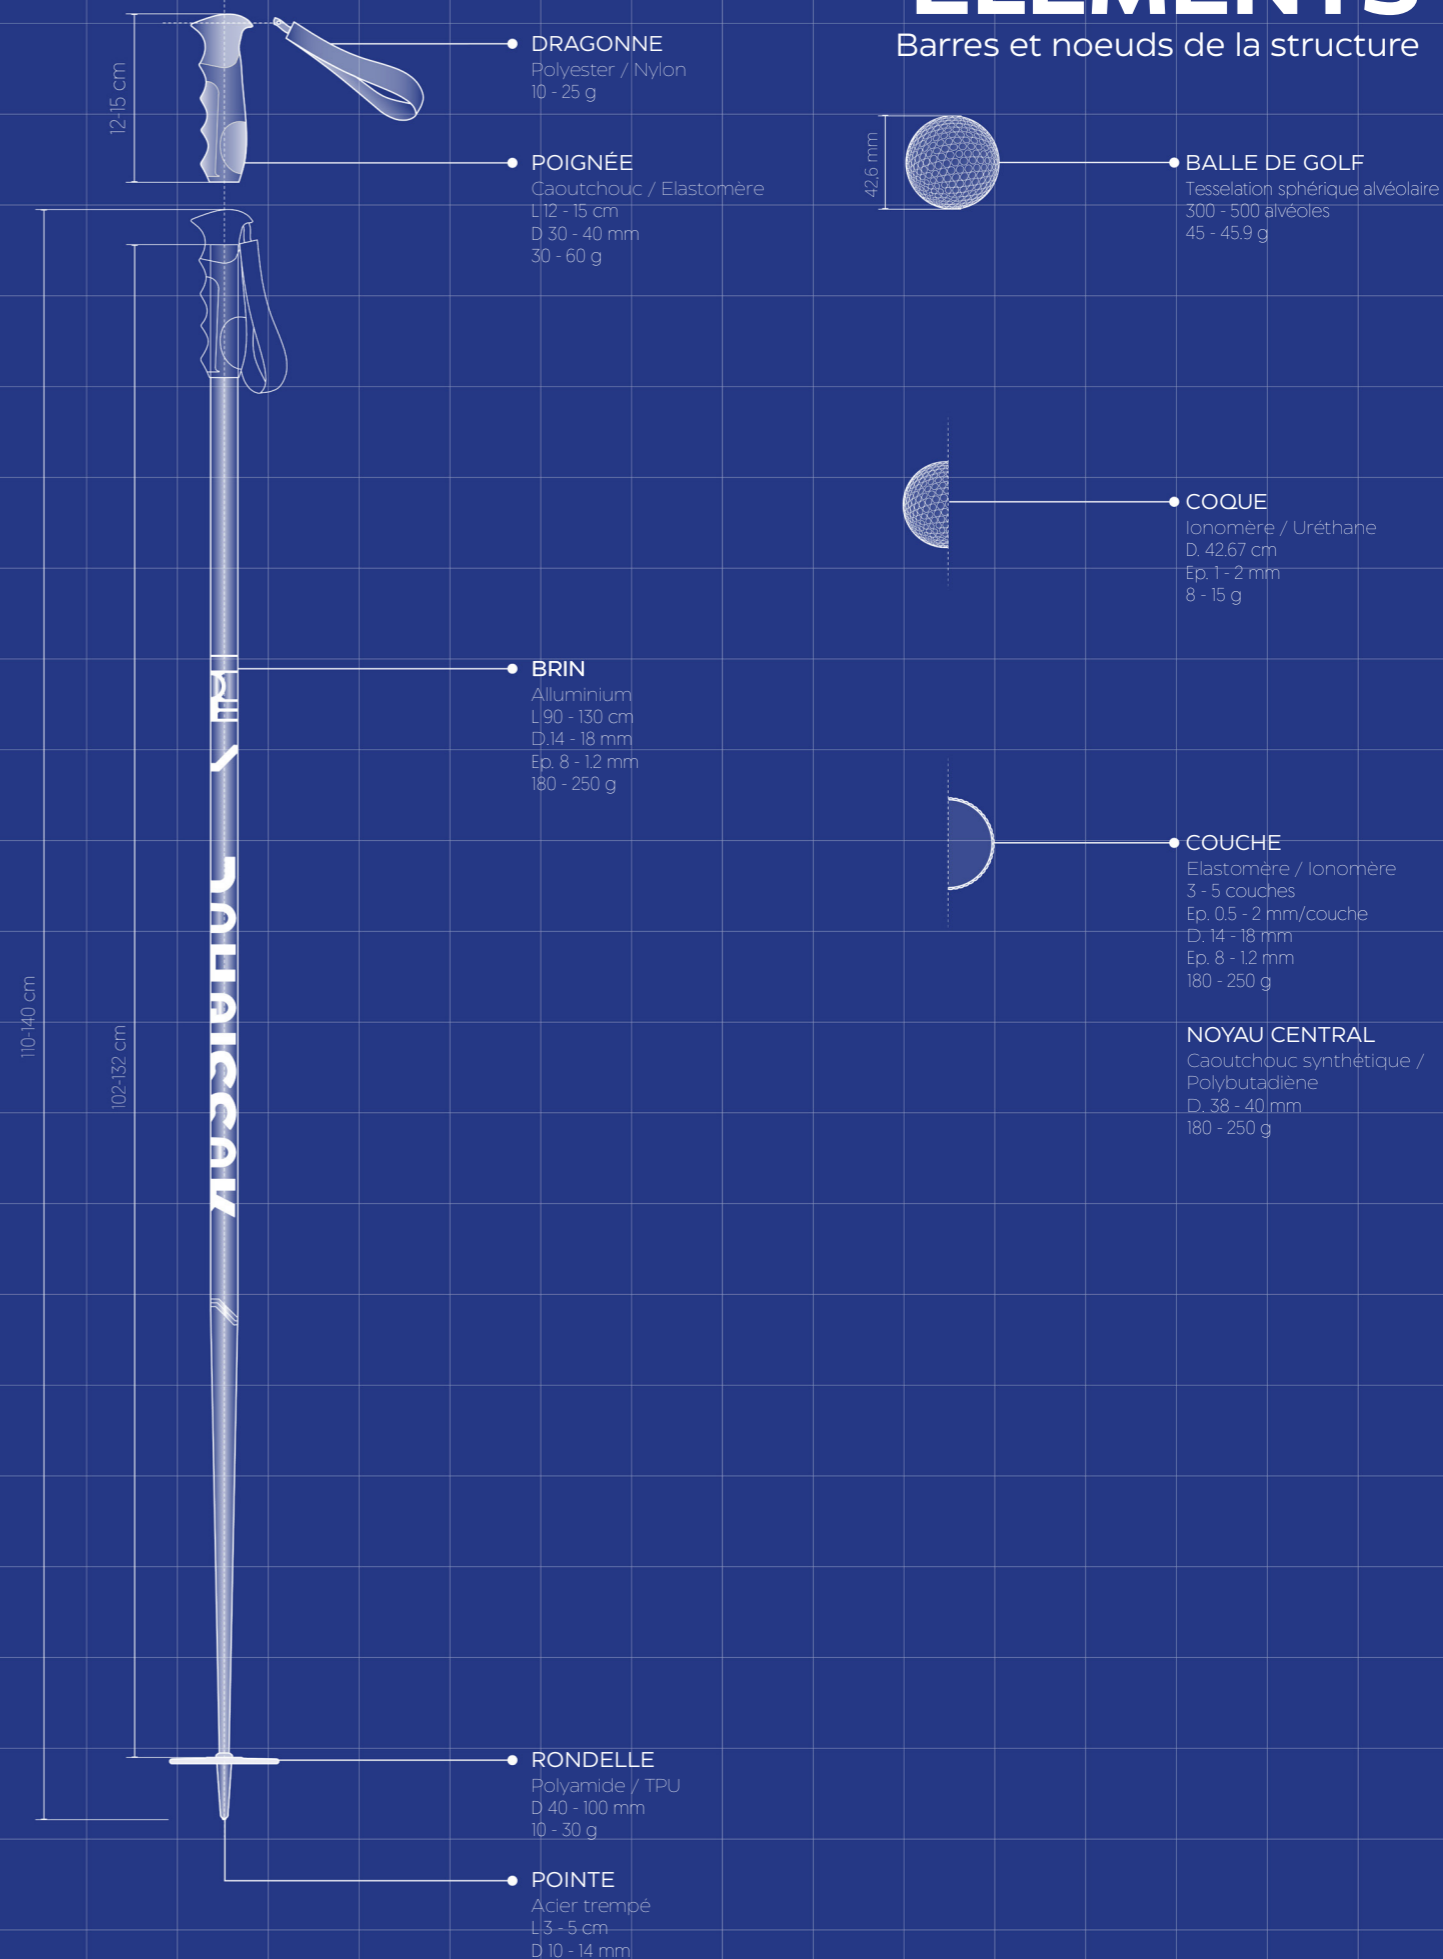 ELEMENTS
Barres et noeuds de la structure
12-15 cm
DRAGONNE
Polyester / Nylon
10 - 25 g
POIGNÉE
Caoutchouc / Elastomère
L 12 - 15 cm
D 30 - 40 mm
30 - 60 g
110-140 cm
102-132 cm
BRIN
Alluminium
L 90 - 130 cm
D.14 - 18 mm
Ep. 8 - 1.2 mm
180 - 250 g
RONDELLE
Polyamide / TPU
D 40 - 100 mm
10 - 30 g
POINTE
Acier trempé
L 3 - 5 cm
D 10 - 14 mm
42,6 mm
BALLE DE GOLF
Tesselation sphérique alvéolaire
300 - 500 alvéoles
45 - 45.9 g
COQUE
Ionomère / Uréthane
D. 42.67 cm
Ep. 1 - 2 mm
8 - 15 g
COUCHE
Elastomère / Ionomère
3 - 5 couches
Ep. 0.5 - 2 mm/couche
D. 14 - 18 mm
Ep. 8 - 1.2 mm
180 - 250 g
NOYAU CENTRAL
Caoutchouc synthétique /
Polybutadiène
D. 38 - 40 mm
180 - 250 g